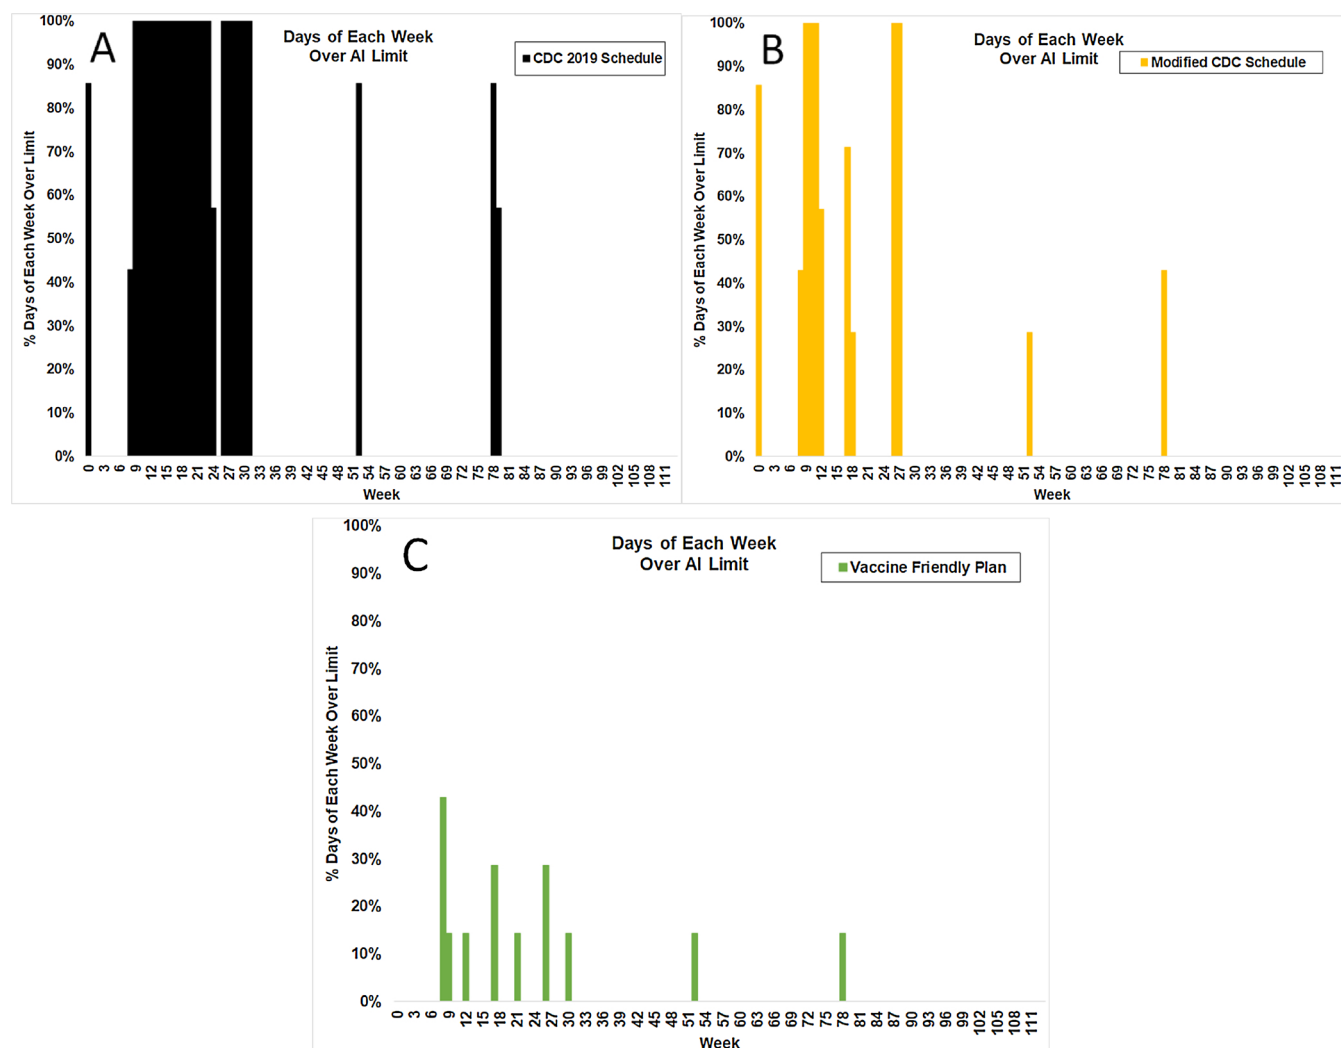 A
Days of Each Week
Over Al Limit
CDC 2019 Schedule
% Days of Each Week Over Limit
100%
90%
80%
70%
60%
50%
40%
30%
20%
10%
0%
0 3 6 9 12 15 18 21 24 27 30 33 36 39 42 45 48 51 54 57 60 63 66 69 72 75 78 81 84 87 90 93 96 99 102 105 108 111
Week
B
Days of Each Week
Over Al Limit
Modified CDC Schedule
% Days of Each Week Over Limit
100%
90%
80%
70%
60%
50%
40%
30%
20%
10%
0%
0 3 6 9 12 15 18 21 24 27 30 33 36 39 42 45 48 51 54 57 60 63 66 69 72 75 78 81 84 87 90 93 96 99 102 105 108 111
Week
C
Days of Each Week
Over Al Limit
Vaccine Friendly Plan
% Days of Each Week Over Limit
100%
90%
80%
70%
60%
50%
40%
30%
20%
10%
0%
0 3 6 9 12 15 18 21 24 27 30 33 36 39 42 45 48 51 54 57 60 63 66 69 72 75 78 81 84 87 90 93 96 99 102 105 108 111
Week